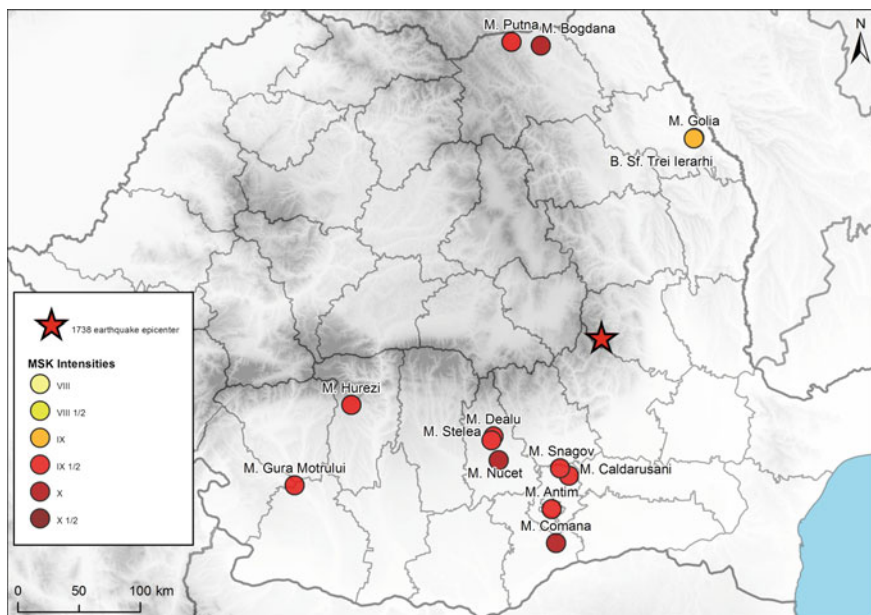 M. Putna
M. Bogdana
N
M. Golia
B. Sf. Trei Ierarhi
1738 earthquake epicenter
MSK Intensities
VIII
VIII 1/2
IX
IX 1/2
X
X 1/2
M. Hurezi
M. Dealu
M. Stelea
M. Snagov
M. Nucet
M. Caldarusani
M. Gura Motrului
M. Antim
M. Comana
0 50 100 km